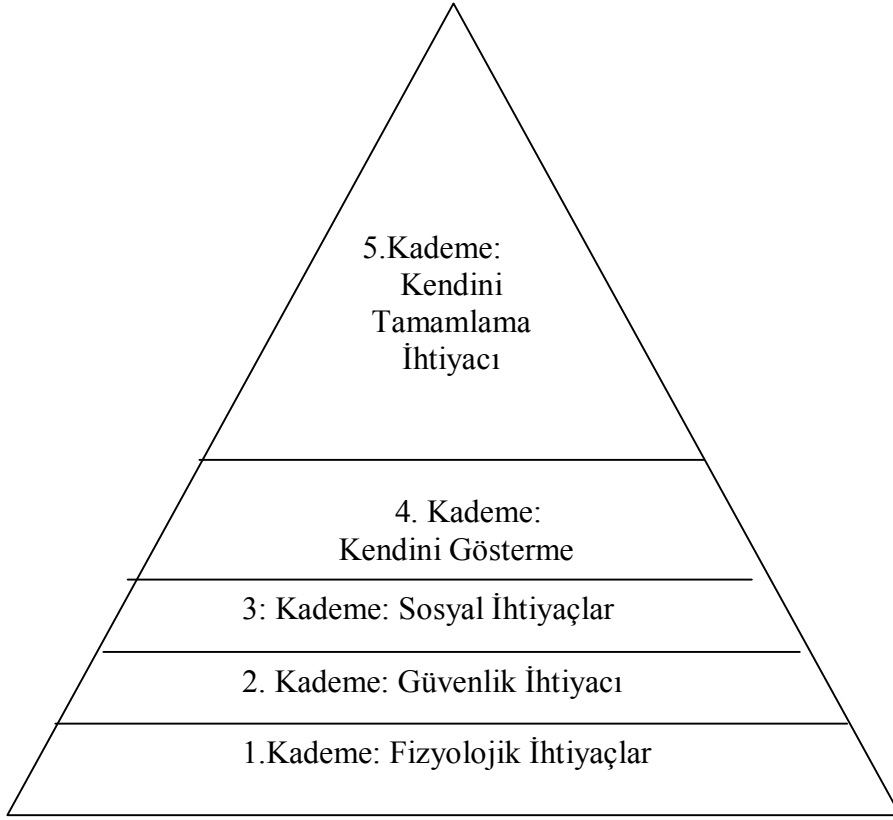 5.Kademe:
Kendini
Tamamlama
İhtiyacı
4. Kademe:
Kendini Gösterme
3: Kademe: Sosyal İhtiyaçlar
2. Kademe: Güvenlik İhtiyacı
1.Kademe: Fizyolojik İhtiyaçlar